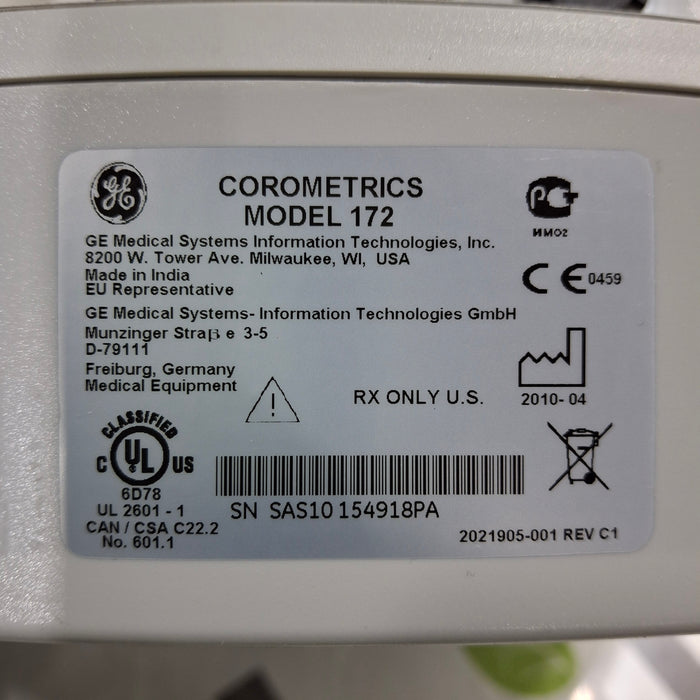 GE
COROMETRICS
MODEL 172
GE Medical Systems Information Technologies, Inc.
8200 W. Tower Ave. Milwaukee, WI, USA
Made in India
EU Representative
GE Medical Systems- Information Technologies GmbH
Munzinger Straβ e 3-5
D-79111
Freiburg, Germany
Medical Equipment
PCT
ИМ02
CE 0459
2010- 04
RX ONLY U.S.
!
CLASSIFIED
C UL US
6D78
UL 2601 - 1
CAN / CSA C22.2
No. 601.1
SN SAS10 154918PA
2021905-001 REV C1